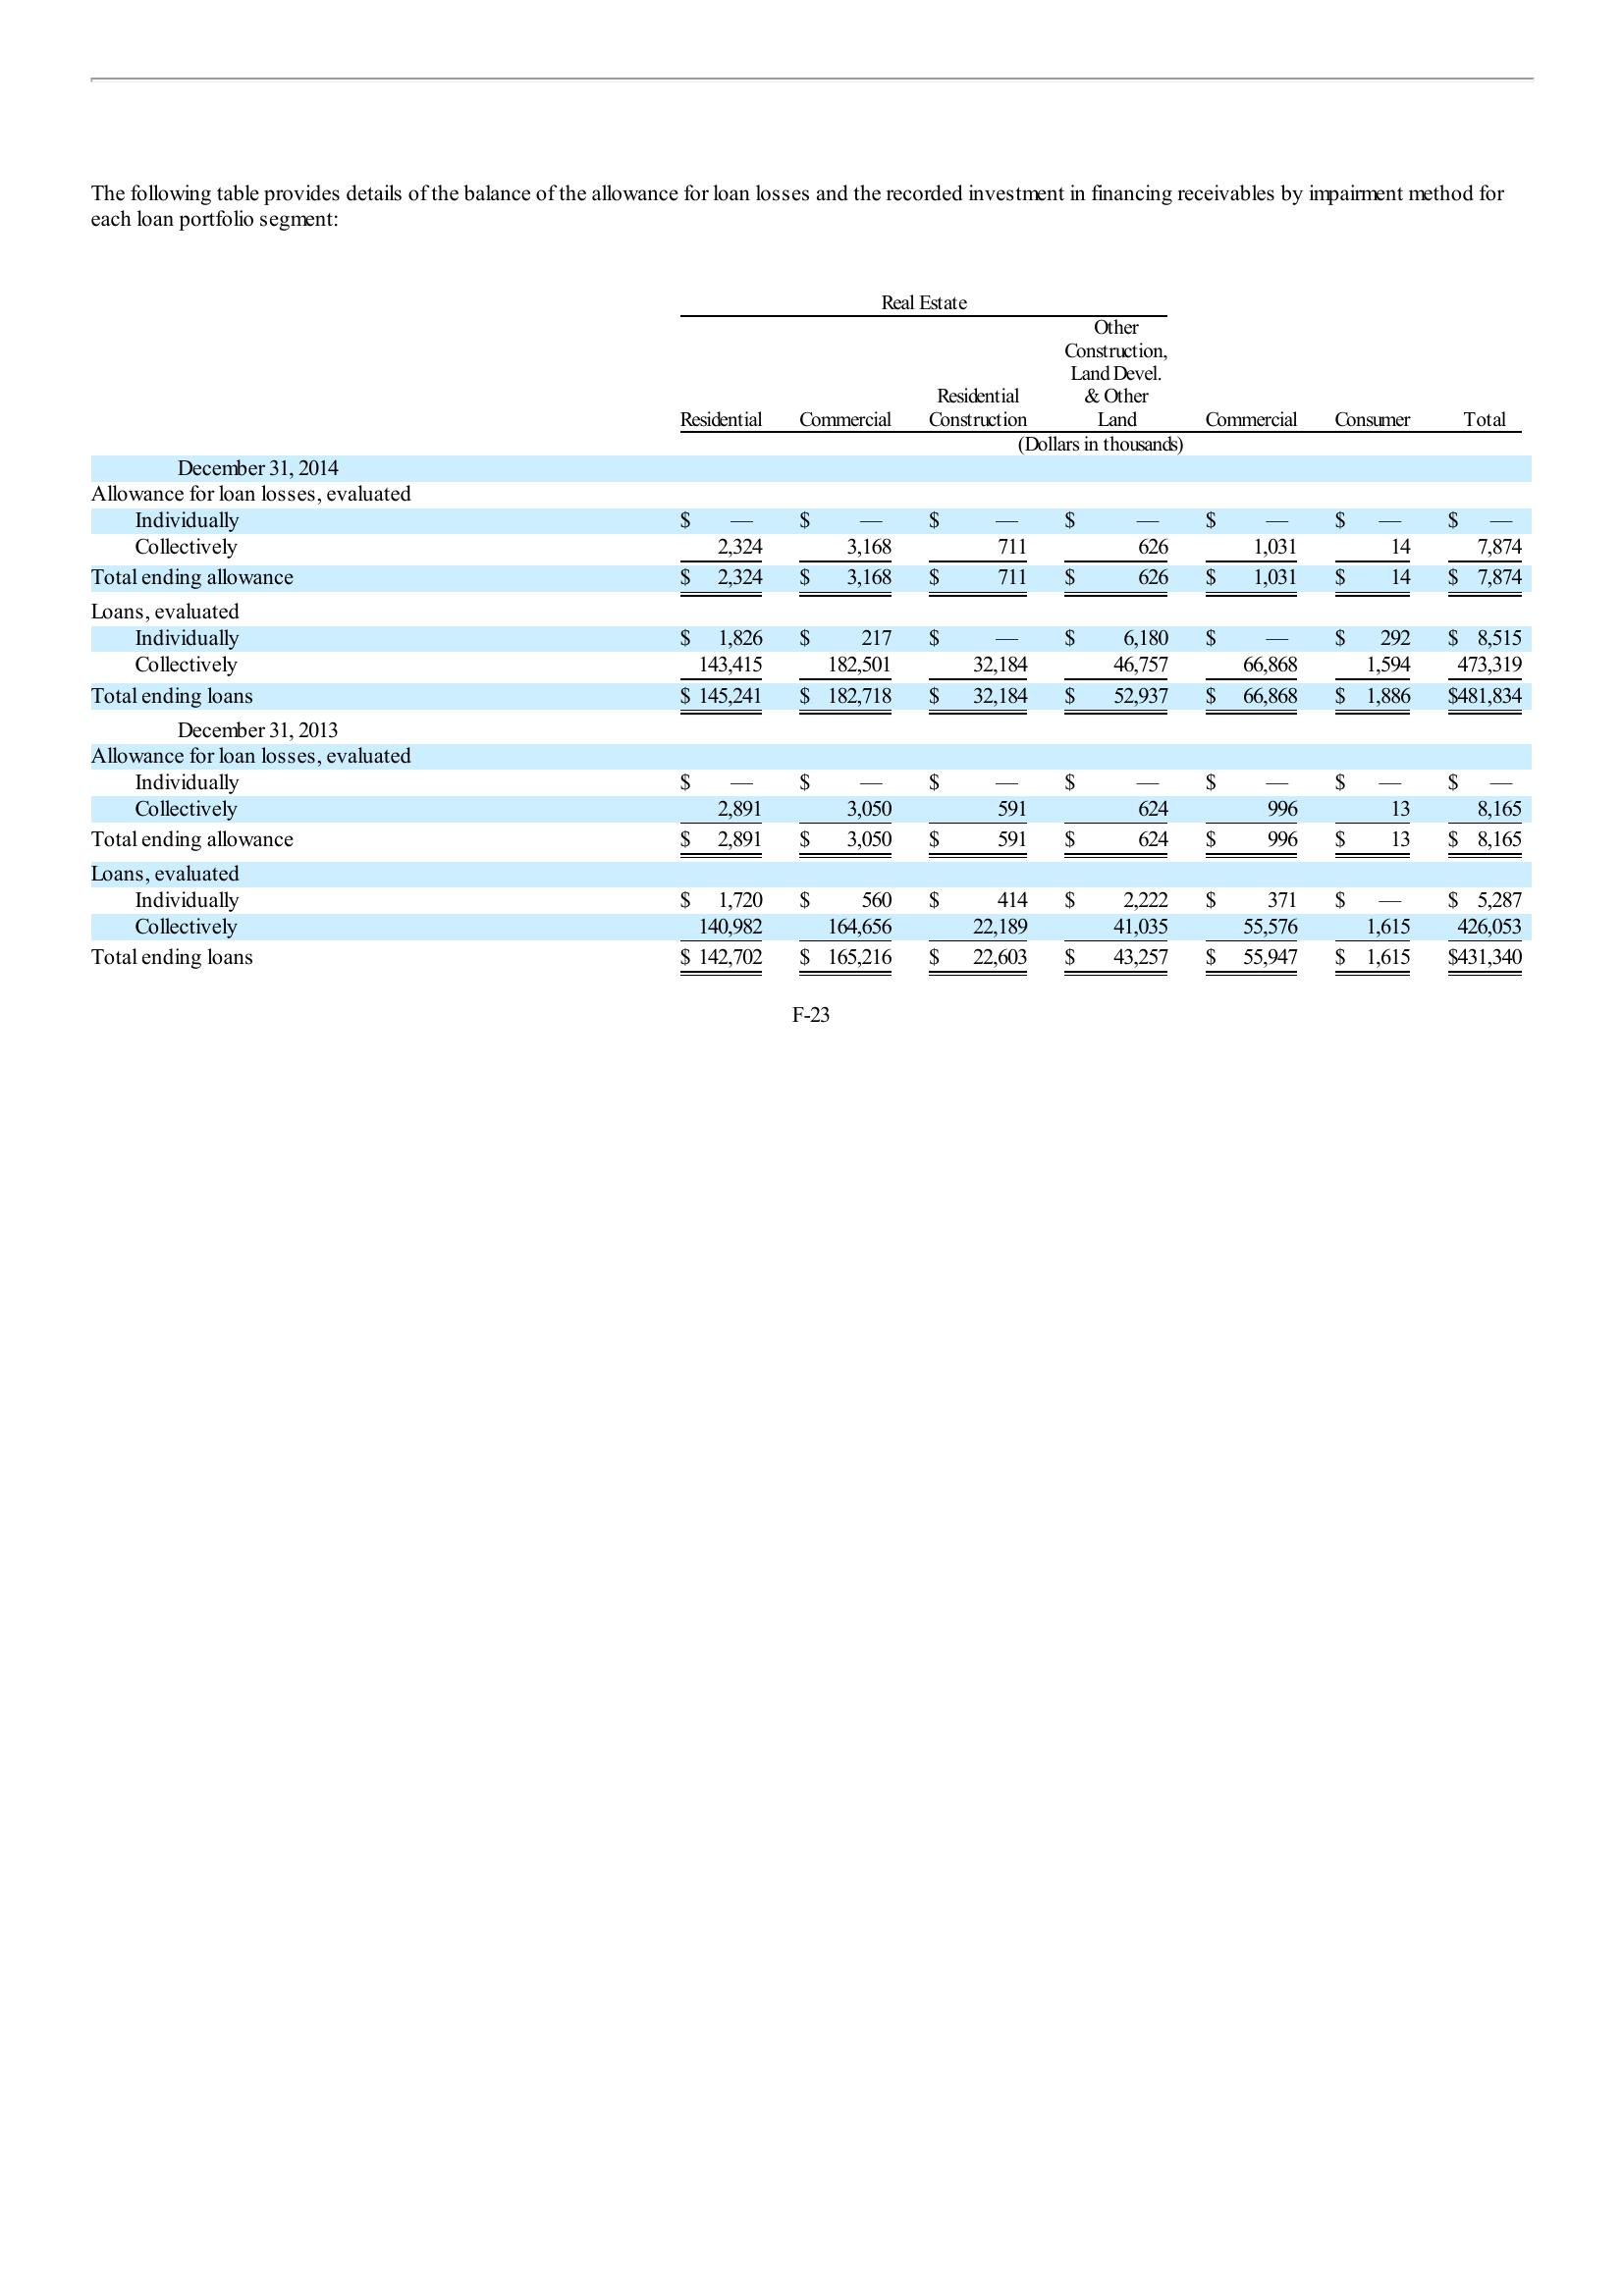 The following table provides details of the balance of the allowance for loan losses and the recorded investment in financing receivables by impairment method for
each loan portfolio segment:
Real Estate
Other
Construction,
Land Devel.
Residential & Other
Residential Commercial Construction Land Commercial Consumer Total
(Dollars in thousands)
December 31, 2014
Allowance for loan losses, evaluated
Individually $ — $ — $ — $ — $ — $ — $ —
Collectively 2,324 3,168 711 626 1,031 14 7,874
Total ending allowance $ 2,324 $ 3,168 $ 711 $ 626 $ 1,031 $ 14 $ 7,874
Loans, evaluated
Individually $ 1,826 $ 217 $ — $ 6,180 $ — $ 292 $ 8,515
Collectively 143,415 182,501 32,184 46,757 66,868 1,594 473,319
Total ending loans $ 145,241 $ 182,718 $ 32,184 $ 52,937 $ 66,868 $ 1,886 $481,834
December 31, 2013
Allowance for loan losses, evaluated
Individually $ — $ — $ — $ — $ — $ — $ —
Collectively 2,891 3,050 591 624 996 13 8,165
Total ending allowance $ 2,891 $ 3,050 $ 591 $ 624 $ 996 $ 13 $ 8,165
Loans, evaluated
Individually $ 1,720 $ 560 $ 414 $ 2,222 $ 371 $ — $ 5,287
Collectively 140,982 164,656 22,189 41,035 55,576 1,615 426,053
Total ending loans $ 142,702 $ 165,216 $ 22,603 $ 43,257 $ 55,947 $ 1,615 $431,340
F-23